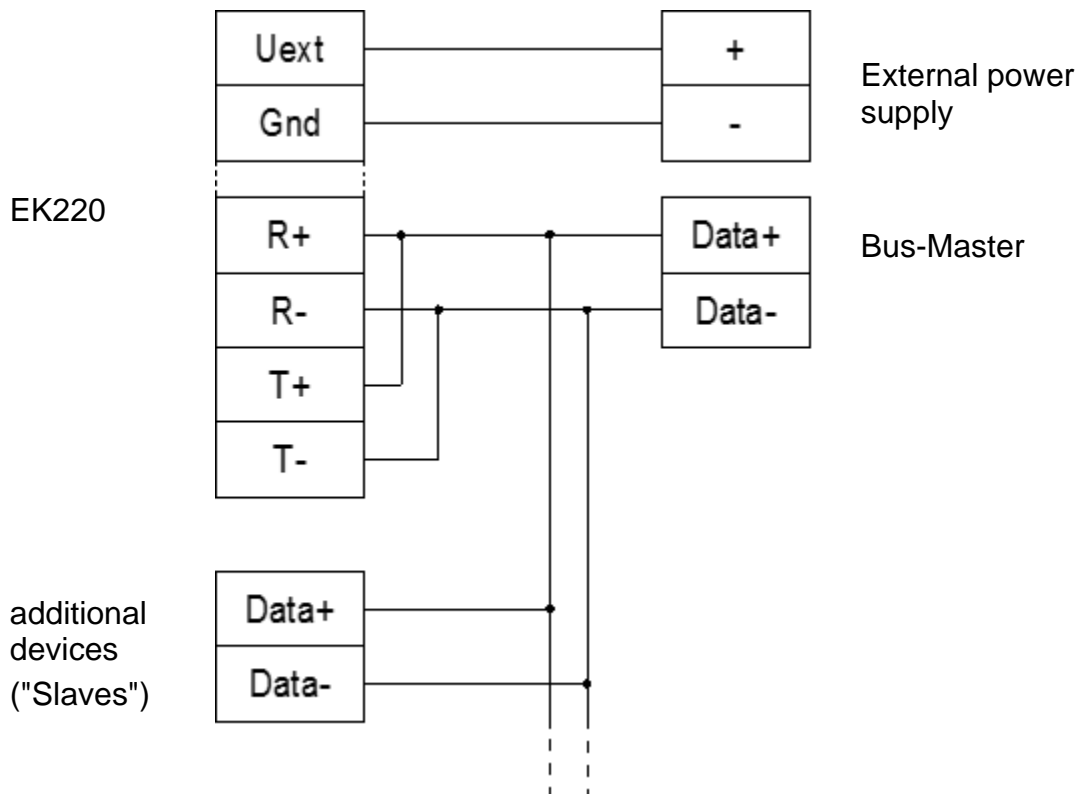 Uext
+
External power
supply
Gnd
-
EK220
R+
Data+
Bus-Master
R-
Data-
T+
T-
additional
devices
("Slaves")
Data+
Data-